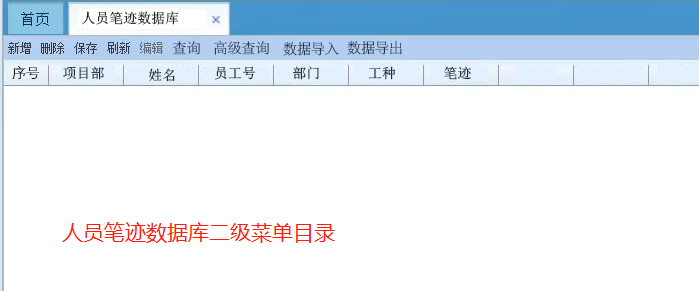 首页 人员笔迹数据库 ×
新增 删除 保存 刷新 编辑 查询 高级查询 数据导入 数据导出
序号 项目部 姓名 员工号 部门 工种 笔迹
人员笔迹数据库二级菜单目录